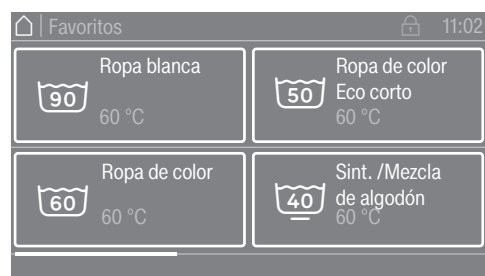 Favoritos 11:02
Ropa blanca
90
60 °C
Ropa de color
Eco corto
50
60 °C
Ropa de color
60
60 °C
Sint. /Mezcla
de algodón
40
60 °C